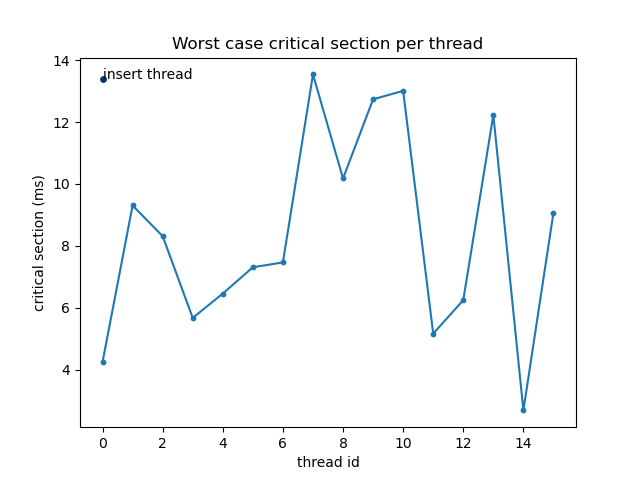 Worst case critical section per thread
insert thread
14
12
10
8
6
4
critical section (ms)
0 2 4 6 8 10 12 14
thread id